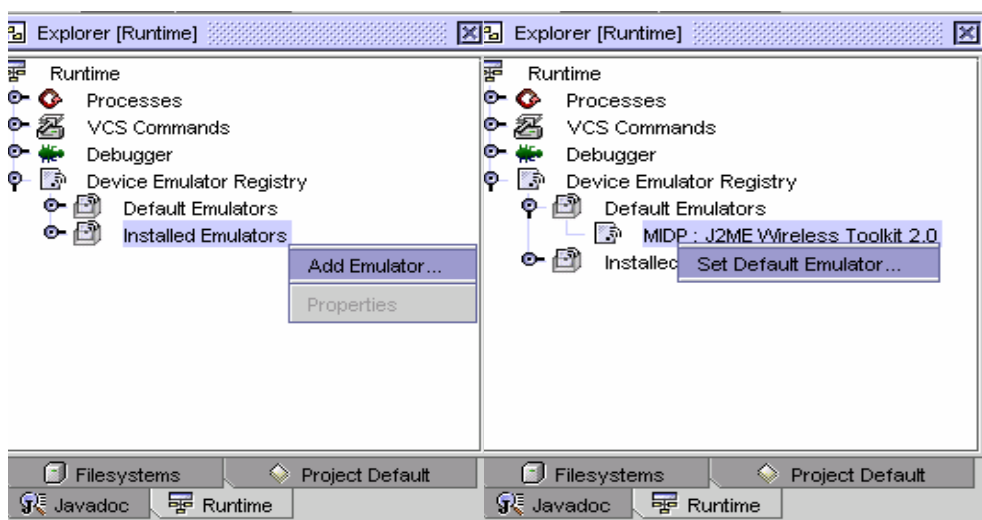 Explorer [Runtime]
Runtime
Processes
VCS Commands
Debugger
Device Emulator Registry
Default Emulators
Installed Emulators
Add Emulator...
Properties
Filesystems
Project Default
Javadoc
Runtime
Explorer [Runtime]
Runtime
Processes
VCS Commands
Debugger
Device Emulator Registry
Default Emulators
MIDP : J2ME Wireless Toolkit 2.0
Set Default Emulator...
Filesystems
Project Default
Javadoc
Runtime